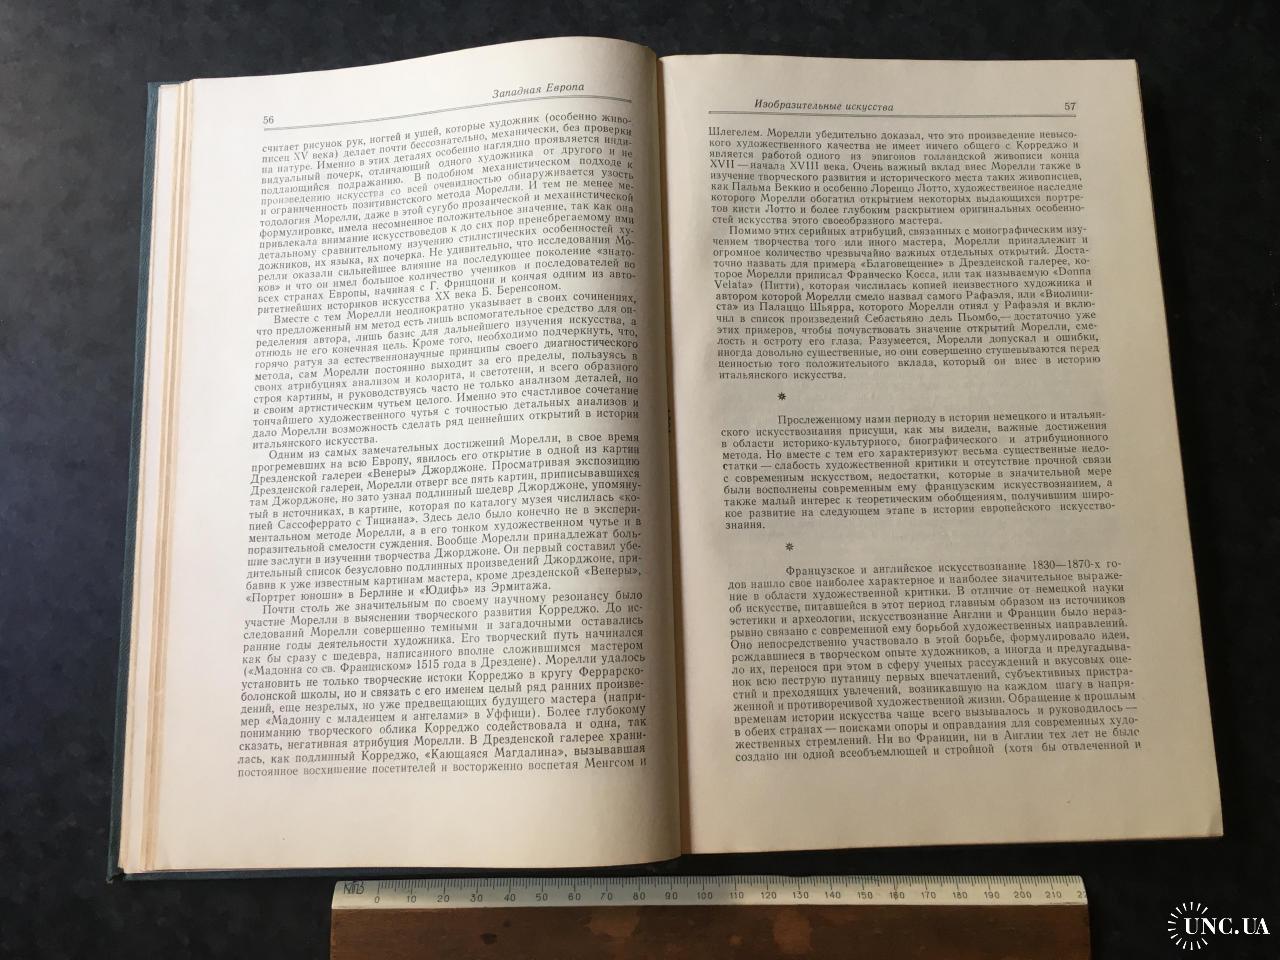 56
Западная Европа
считает рисунок рук, ногтей и ушей, которые художник (особенно живо-
писец XV века) делает почти бессознательно, механически, без проверки
на натуре. Именно в этих деталях особенно наглядно проявляется инди-
видуальный почерк, отличающий одного художника от другого и не
поддающийся подражанию. В подобном механистическом подходе к
произведению искусства со всей очевидностью обнаруживается узость
и ограниченность позитивистского метода Морелли. И тем не менее ме-
тодология Морелли, даже в этой сугубо прозаической и механистической
формулировке, имела несомненное положительное значение, так как она
привлекала внимание искусствоведов к до сих пор пренебрегаемому ими
детальному сравнительному изучению стилистических особенностей ху-
дожников, их языка, их почерка. Не удивительно, что исследования Мо-
релли оказали сильнейшее влияние на последующее поколение «знато-
ков» и что он имел большое количество учеников и последователей во
всех странах Европы, начиная с Г. Фриццони и кончая одним из авто-
ритетнейших историков искусства XX века Б. Беренсоном.
Вместе с тем Морелли неоднократно указывает в своих сочинениях,
что предложенный им метод есть лишь вспомогательное средство для оп-
ределения автора, лишь базис для дальнейшего изучения искусства, а
отнюдь не его конечная цель. Кроме того, необходимо подчеркнуть, что,
горячо ратуя за естественнонаучные принципы своего диагностического
метода, сам Морелли постоянно выходит за его пределы, пользуясь в
своих атрибуциях анализом и колорита, и светотени, и всего образного
строя картины, и руководствуясь часто не только анализом деталей, но
и своим артистическим чутьем целого. Именно это счастливое сочетание
тончайшего художественного чутья с точностью детальных анализов и
дало Морелли возможность сделать ряд ценнейших открытий в истории
итальянского искусства.
Одним из самых замечательных достижений Морелли, в свое время
прогремевших на всю Европу, явилось его открытие в одной из картин
Дрезденской галереи «Венеры» Джорджоне. Просматривая экспозицию
Дрезденской галереи, Морелли отверг все пять картин, приписывавшихся
там Джорджоне, но зато узнал подлинный шедевр Джорджоне, упомяну-
тый в источниках, в картине, которая по каталогу музея числилась «ко-
пией Сассоферрато с Тициана». Здесь дело было конечно не в экспери-
ментальном методе Морелли, а в его тонком художественном чутье и в
поразительной смелости суждения. Вообще Морелли принадлежат боль-
шие заслуги в изучении творчества Джорджоне. Он первый составил убе-
дительный список безусловно подлинных произведений Джорджоне, при-
бавив к уже известным картинам мастера, кроме дрезденской «Венеры»,
«Портрет юноши» в Берлине и «Юдифь» из Эрмитажа.
Почти столь же значительным по своему научному резонансу было
участие Морелли в выяснении творческого развития Корреджо. До ис-
следований Морелли совершенно темными и загадочными оставались
ранние годы деятельности художника. Его творческий путь начинался
как бы сразу с шедевра, написанного вполне сложившимся мастером
(«Мадонна со св. Франциском» 1515 года в Дрездене). Морелли удалось
установить не только творческие истоки Корреджо в кругу Феррарско-
болонской школы, но и связать с его именем целый ряд ранних произве-
дений, еще незрелых, но уже предвещающих будущего мастера (напри-
мер «Мадонну с младенцем и ангелами» в Уффици). Более глубокому
пониманию творческого облика Корреджо содействовала и одна, так
сказать, негативная атрибуция Морелли. В Дрезденской галерее храни-
лась, как подлинный Корреджо, «Кающаяся Магдалина», вызывавшая
постоянное восхищение посетителей и восторженно воспетая Менгсом и
Изобразительные искусства
57
Шлегелем. Морелли убедительно доказал, что это произведение невысо-
кого художественного качества не имеет ничего общего с Корреджо и
является работой одного из эпигонов голландской живописи конца
XVII — начала XVIII века. Очень важный вклад внес Морелли также в
изучение творческого развития и исторического места таких живописцев,
как Пальма Веккио и особенно Лоренцо Лотто, художественное наследие
которого Морелли обогатил открытием некоторых выдающихся портре-
тов кисти Лотто и более глубоким раскрытием оригинальных особенно-
стей искусства этого своеобразного мастера.
Помимо этих серийных атрибуций, связанных с монографическим изу-
чением творчества того или иного мастера, Морелли принадлежит и
огромное количество чрезвычайно важных отдельных открытий. Доста-
точно назвать для примера «Благовещение» в Дрезденской галерее, ко-
торое Морелли приписал Франческо Косса, или так называемую «Donna
Velata» (Питти), которая числилась копией неизвестного художника и
автором которой Морелли смело назвал самого Рафаэля, или «Виолини-
ста» из Палаццо Шьярра, которого Морелли отнял у Рафаэля и вклю-
чил в список произведений Себастьяно дель Пьомбо,— достаточно уже
этих примеров, чтобы почувствовать значение открытий Морелли, сме-
лость и остроту его глаза. Разумеется, Морелли допускал и ошибки,
иногда довольно существенные, но они совершенно стушевываются перед
ценностью того положительного вклада, который он внес в историю
итальянского искусства.
*
Прослеженному нами периоду в истории немецкого и итальян-
ского искусствознания присущи, как мы видели, важные достижения
в области историко-культурного, биографического и атрибуционного
метода. Но вместе с тем его характеризуют весьма существенные недо-
статки — слабость художественной критики и отсутствие прочной связи
с современным искусством, недостатки, которые в значительной мере
были восполнены современным ему французским искусствознанием, а
также малый интерес к теоретическим обобщениям, получившим широ-
кое развитие на следующем этапе в истории европейского искусство-
знания.
*
Французское и английское искусствознание 1830—1870-х го-
дов нашло свое наиболее характерное и наиболее значительное выраже-
ние в области художественной критики. В отличие от немецкой науки
об искусстве, питавшейся в этот период главным образом из источников
эстетики и археологии, искусствознание Англии и Франции было нераз-
рывно связано с современной ему борьбой художественных направлений.
Оно непосредственно участвовало в этой борьбе, формулировало идеи,
рождавшиеся в творческом опыте художников, а иногда и предугадыва-
ло их, перенося при этом в сферу ученых рассуждений и вкусовых оце-
нок всю пеструю путаницу первых впечатлений, субъективных пристра-
стий и преходящих увлечений, возникавшую на каждом шагу в напря-
женной и противоречивой художественной жизни. Обращение к прошлым
временам истории искусства чаще всего вызывалось и руководилось —
в обеих странах — поисками опоры и оправдания для современных худо-
жественных стремлений. Ни во Франции, ни в Англии тех лет не было
создано ни одной всеобъемлющей и стройной (хотя бы отвлеченной и
0 10 20 30 40 50 60 70 80 90 100 110 120 130 140 150 160 170 180 190 200 210
UNC.UA